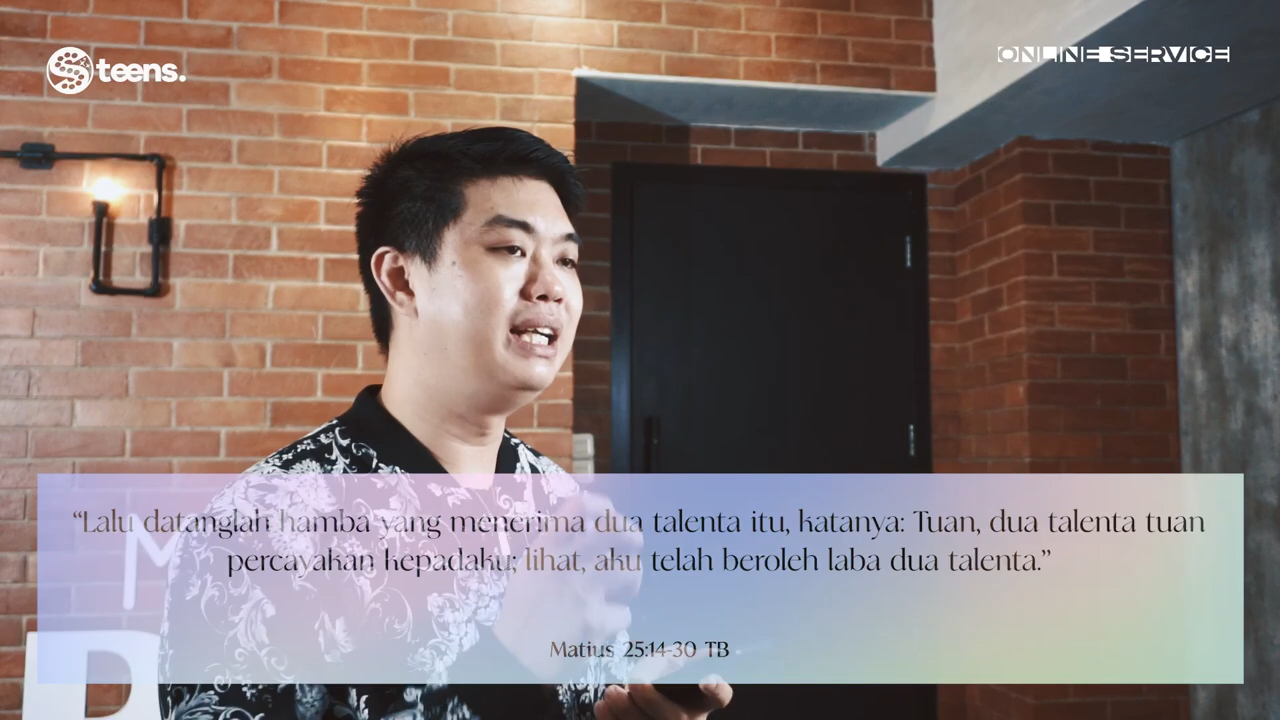 S teens.
ONLINE SERVICE
“Lalu datanglah hamba yang menerima dua talenta itu, katanya: Tuan, dua talenta tuan
percayakan kepadaku; lihat, aku telah beroleh laba dua talenta.”
Matius 25:14-30 TB
M